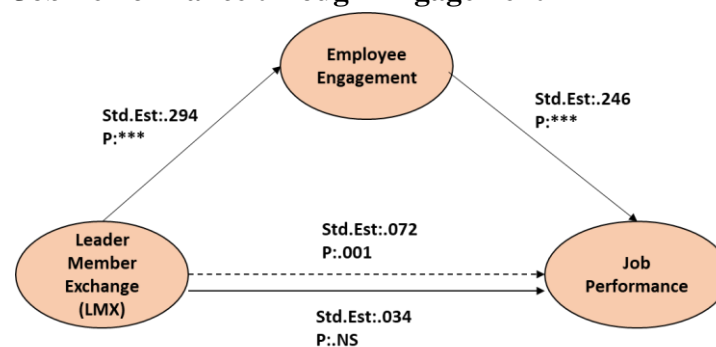 Employee
Engagement
Std.Est:.294
P:***
Std.Est:.246
P:***
Leader
Member
Exchange
(LMX)
Std.Est:.072
P:.001
Job
Performance
Std.Est:.034
P:.NS